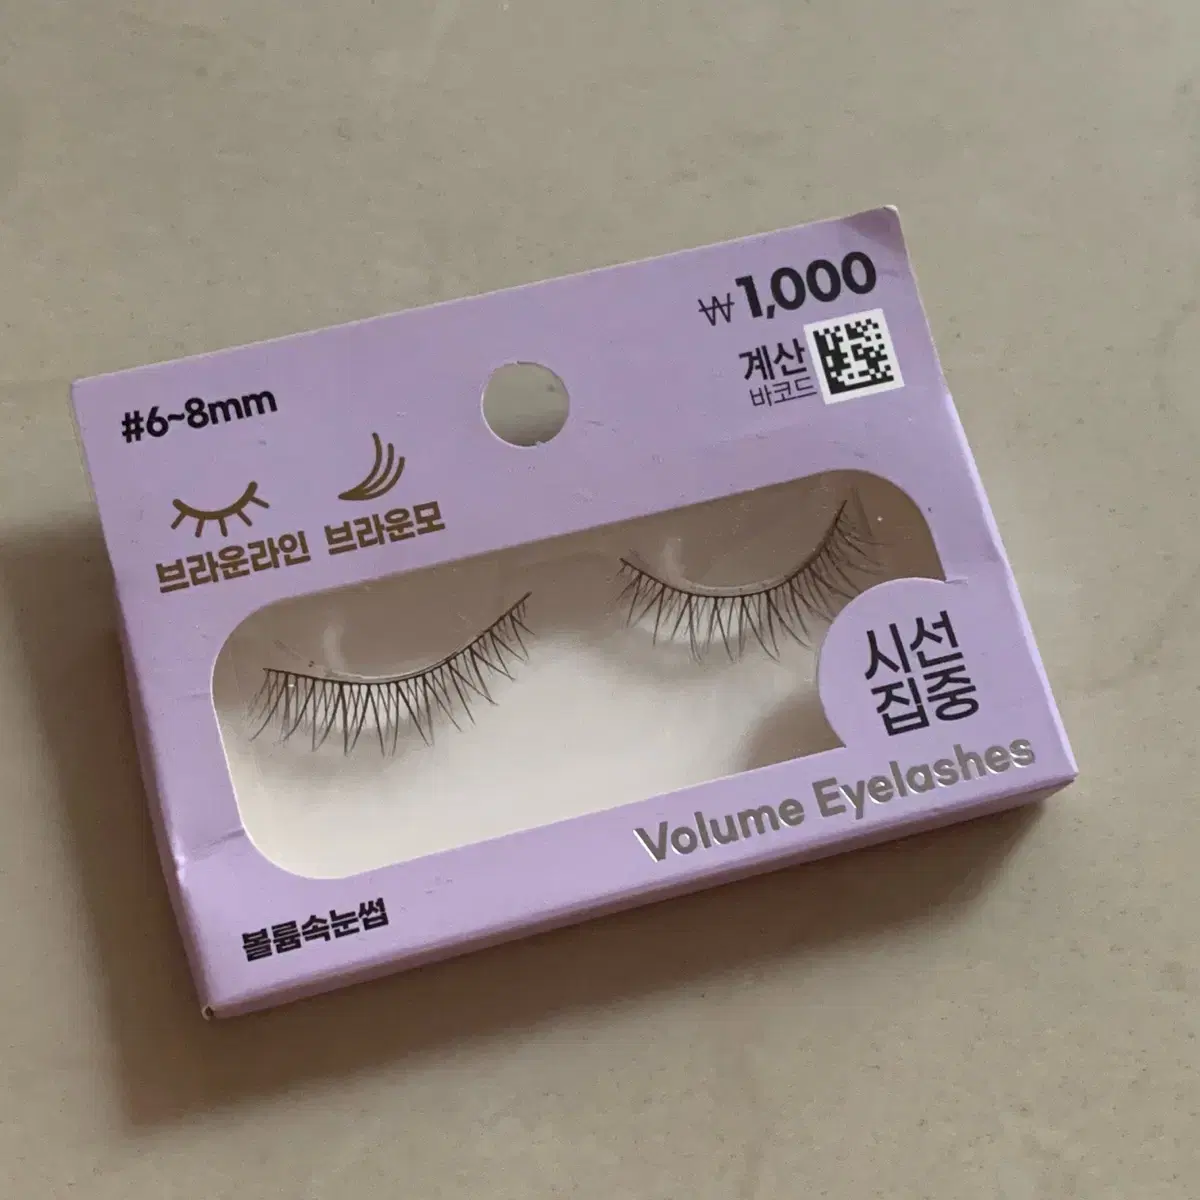 ₩1,000
계산
바코드
#6~8mm
브라운라인 브라운모
시선
집중
Volume Eyelashes
볼륨속눈썹